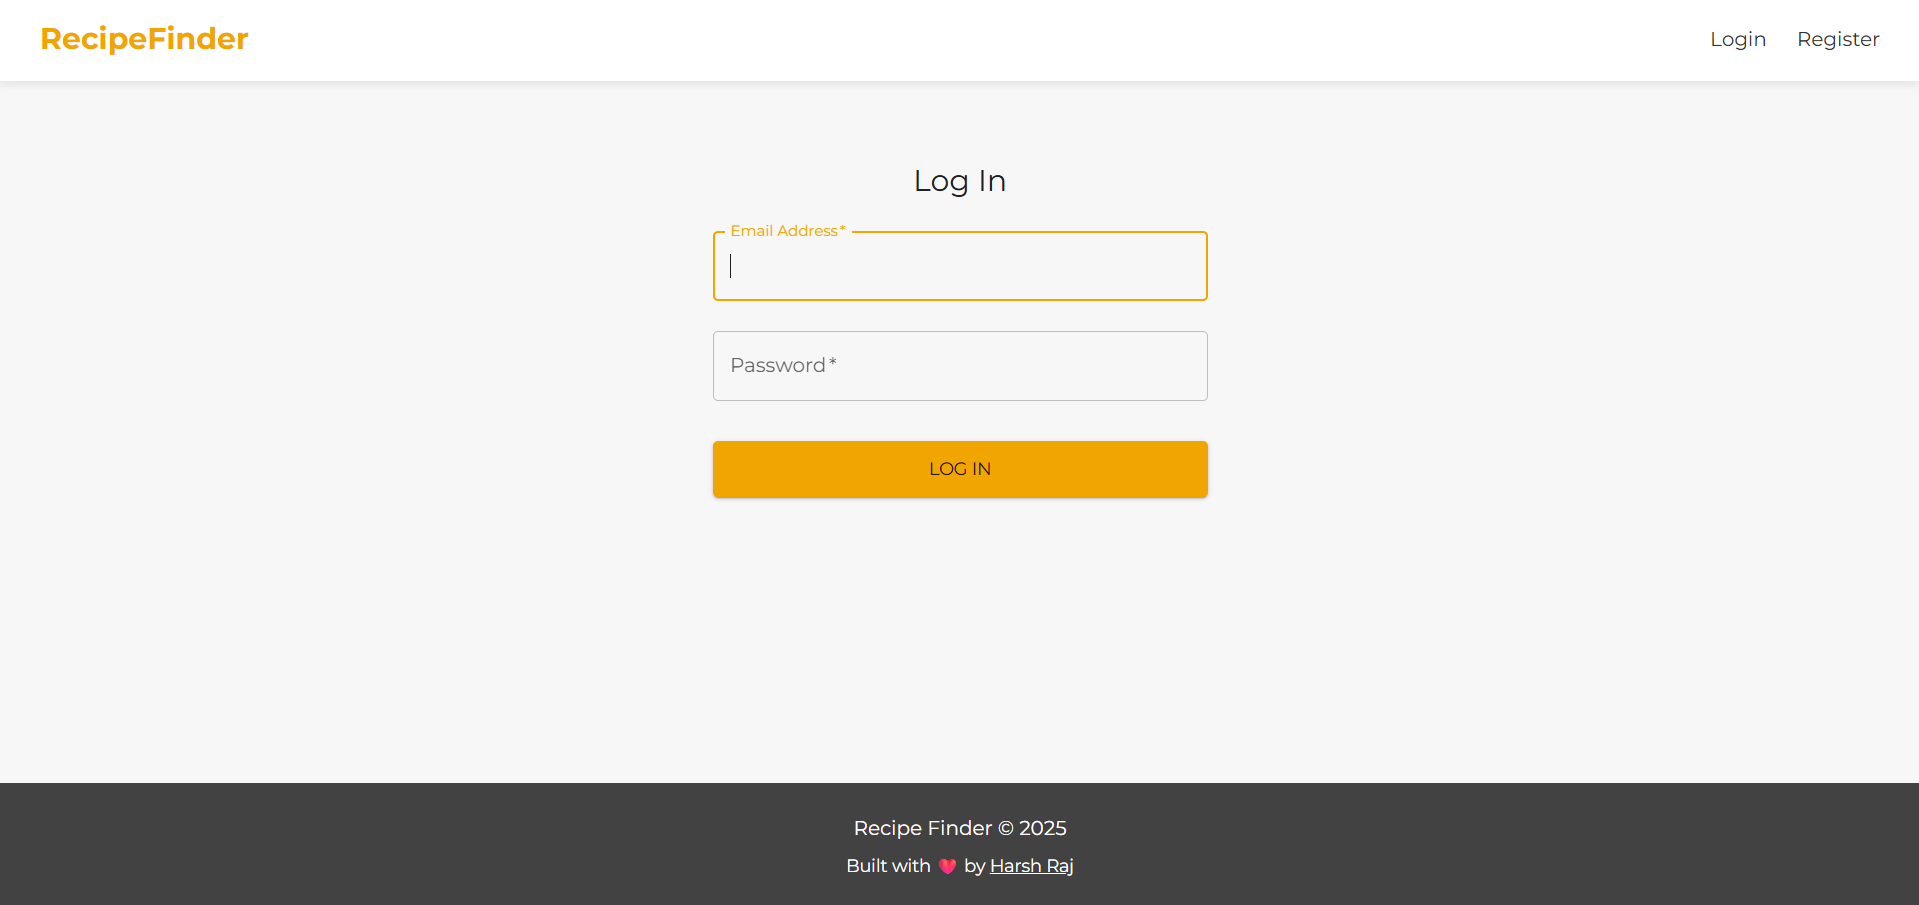 RecipeFinder
Login
Register
Log In
Email Address*
Password*
LOG IN
Recipe Finder © 2025
Built with 💗 by Harsh Raj